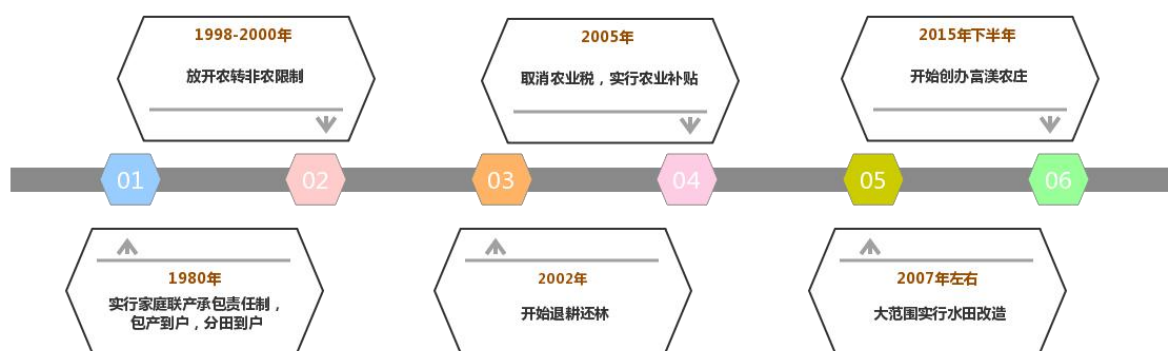 1998-2000年
放开农转非农限制
2005年
取消农业税，实行农业补贴
2015年下半年
开始创办富渼农庄
01
02
03
04
05
06
1980年
实行家庭联产承包责任制，
包产到户，分田到户
2002年
开始退耕还林
2007年左右
大范围实行水田改造